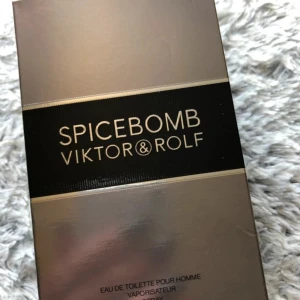 SPICEBOMB
VIKTOR&ROLF
EAU DE TOILETTE POUR HOMME
VAPORISATEUR